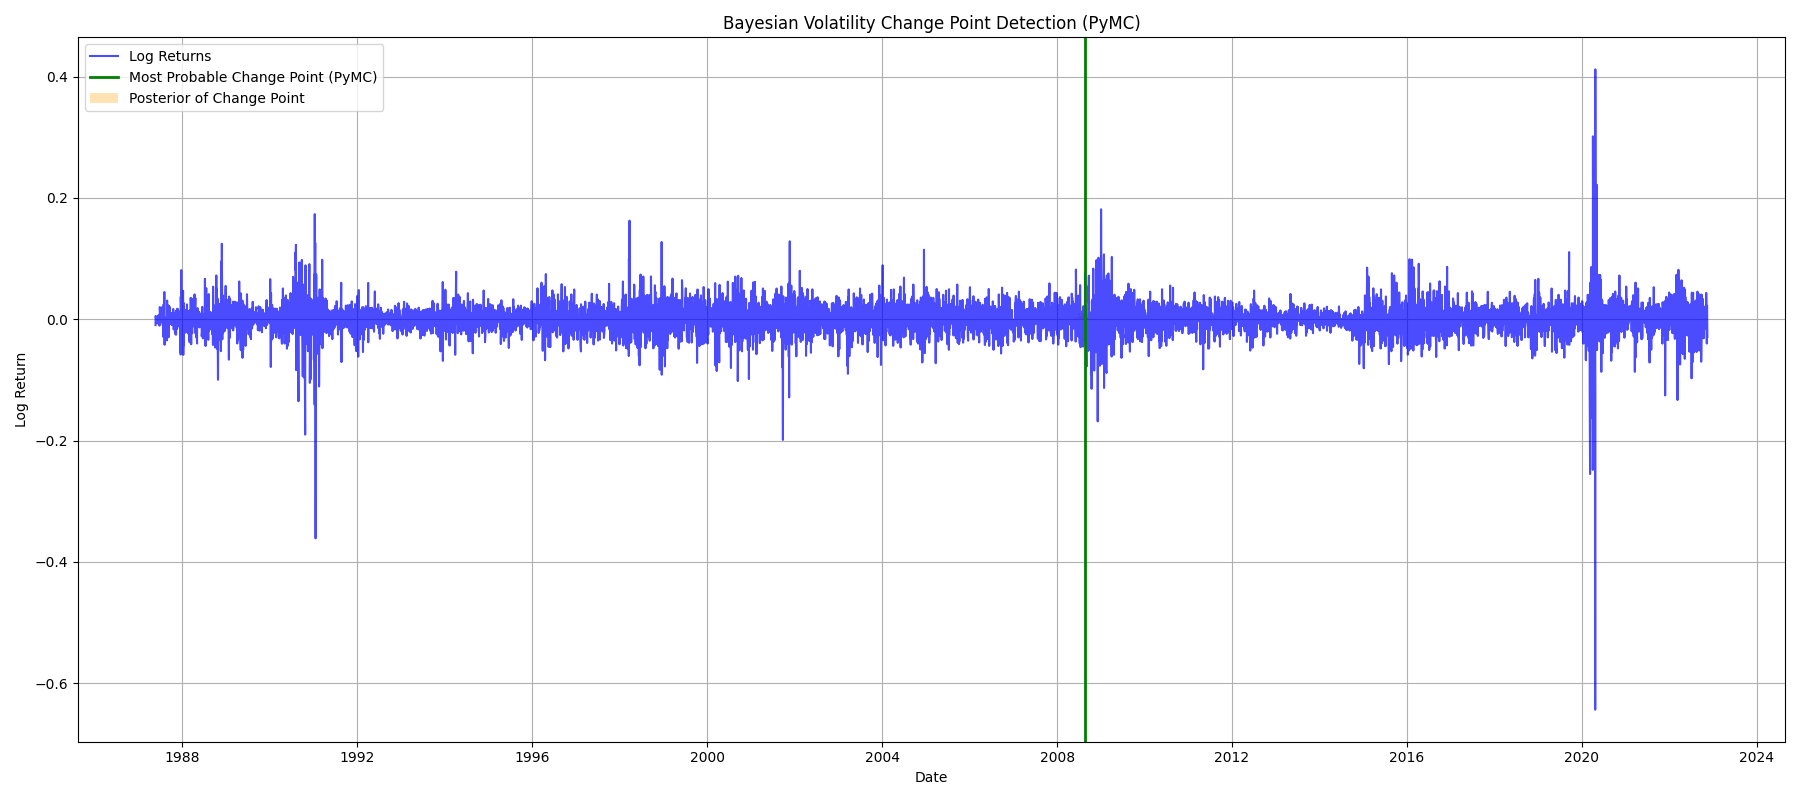 Bayesian Volatility Change Point Detection (PyMC)
Log Returns
Most Probable Change Point (PyMC)
Posterior of Change Point
0.4
0.2
0.0
−0.2
−0.4
−0.6
Log Return
1988 1992 1996 2000 2004 2008 2012 2016 2020 2024
Date